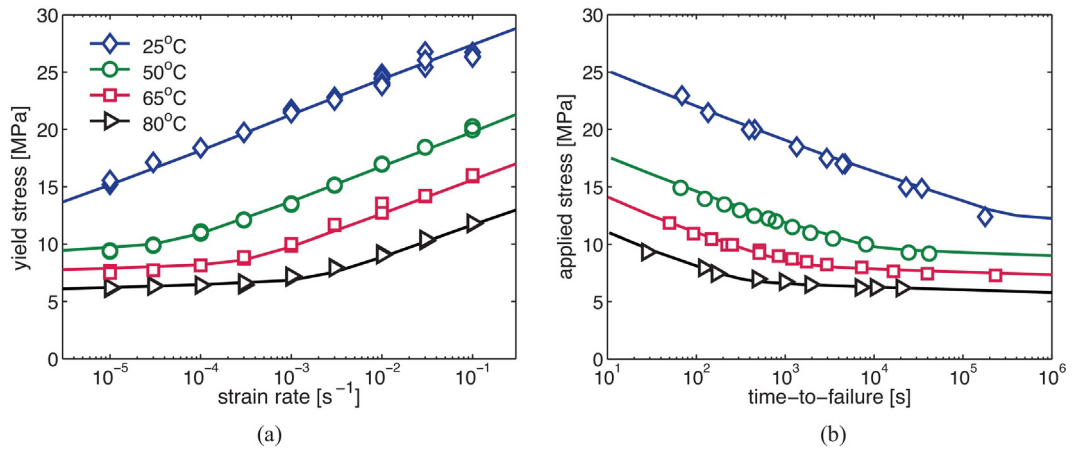 30
25
20
15
10
5
0
yield stress [MPa]
25°C
50°C
65°C
80°C
10⁻⁵ 10⁻⁴ 10⁻³ 10⁻² 10⁻¹
strain rate [s⁻¹]
(a)
30
25
20
15
10
5
0
applied stress [MPa]
10¹ 10² 10³ 10⁴ 10⁵ 10⁶
time−to−failure [s]
(b)